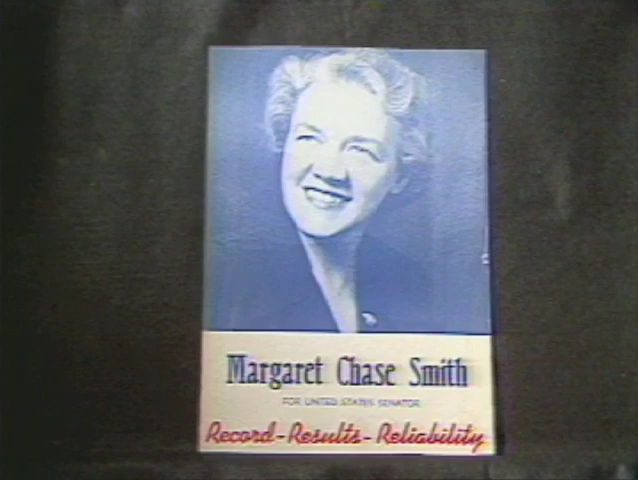 Margaret Chase Smith
FOR UNITED STATES SENATOR
Record-Results-Reliability